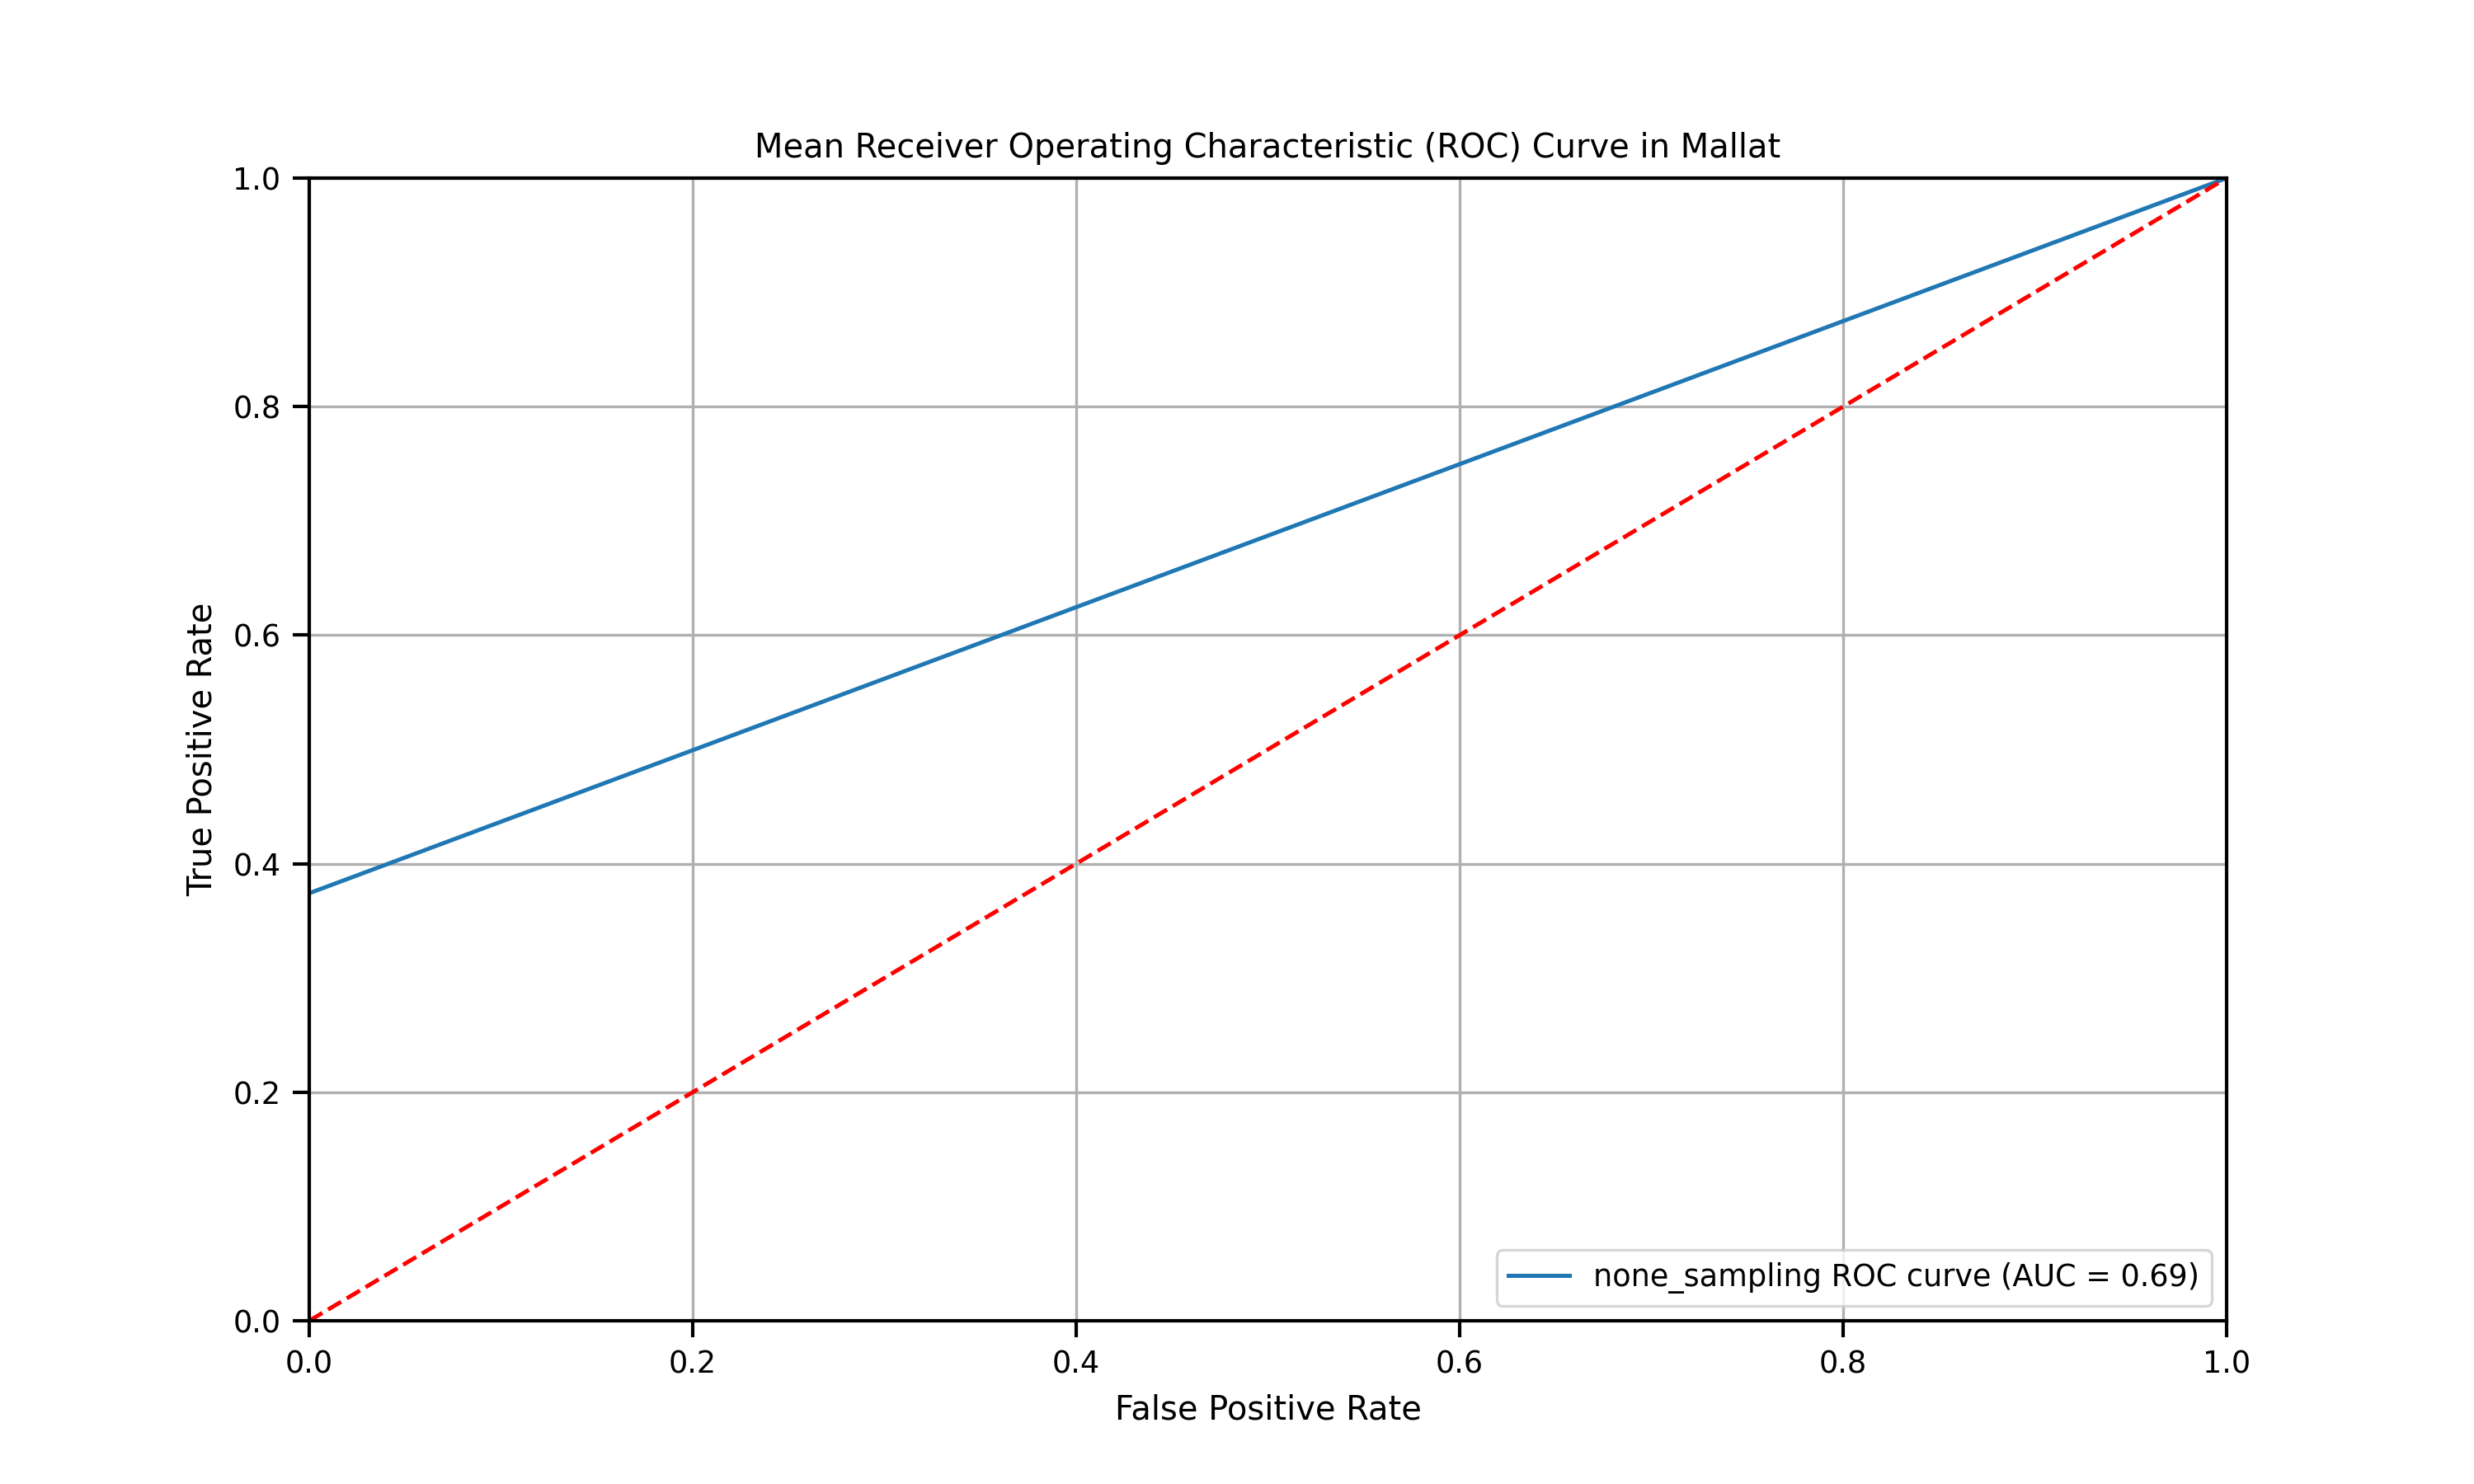 Mean Receiver Operating Characteristic (ROC) Curve in Mallat
1.0
0.8
0.6
0.4
0.2
0.0
True Positive Rate
none_sampling ROC curve (AUC = 0.69)
0.0 0.2 0.4 0.6 0.8 1.0
False Positive Rate